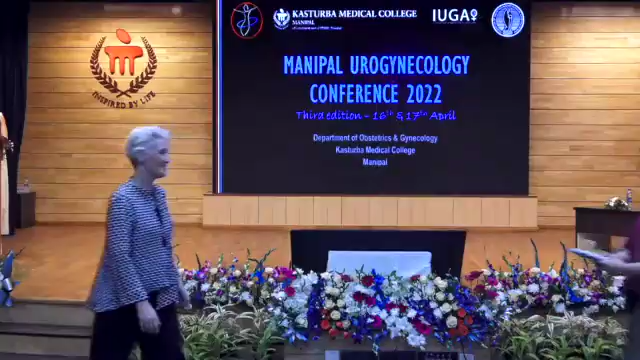 KASTURBA MEDICAL COLLEGE
MANIPAL
IUGA
MANIPAL UROGYNECOLOGY
CONFERENCE 2022
Third edition - 16th & 17th April
Department of Obstetrics & Gynecology
Kasturba Medical College
Manipal
INSPIRED BY LIFE